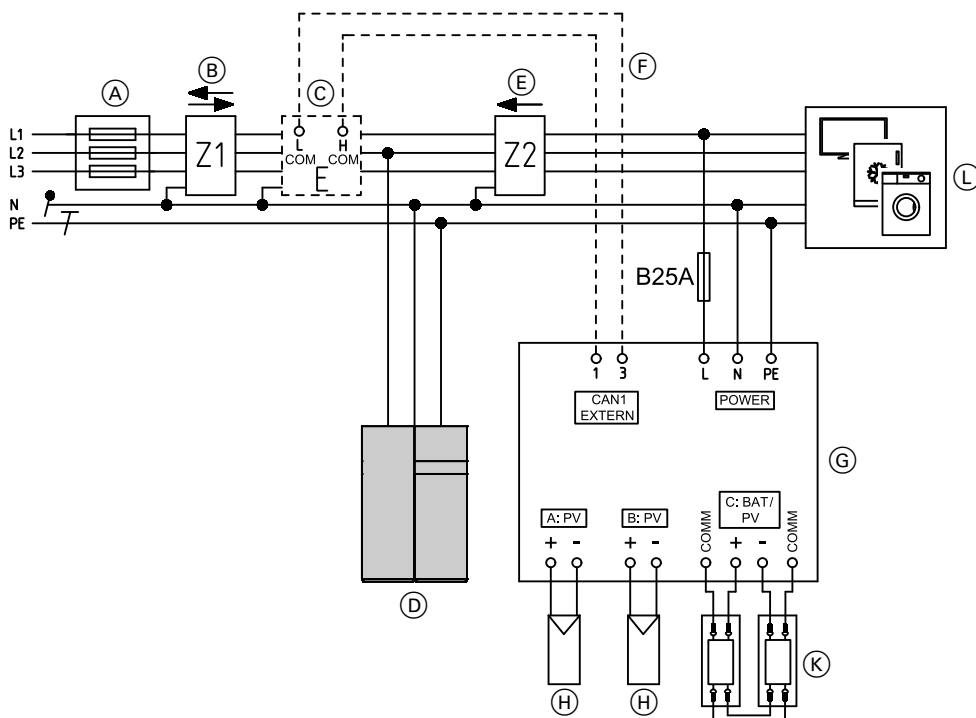 A
B
C
E
F
L1
L2
L3
N
PE
Z1
L
H
COM
COM
E
Z2
L
B25A
1
3
L
N
PE
CAN1
EXTERN
POWER
G
A: PV
B: PV
C: BAT/
PV
COMM
+
-
+
-
+
-
COMM
D
H
H
K